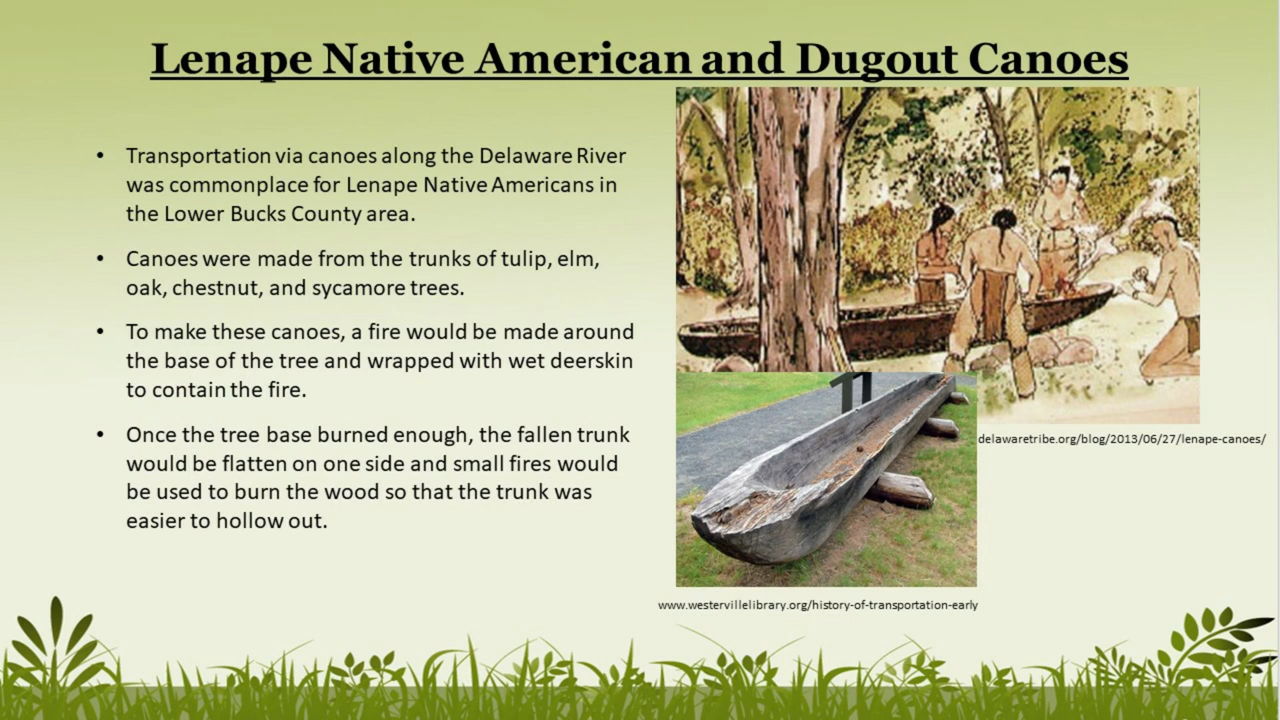 Lenape Native American and Dugout Canoes
• Transportation via canoes along the Delaware River
was commonplace for Lenape Native Americans in
the Lower Bucks County area.
• Canoes were made from the trunks of tulip, elm,
oak, chestnut, and sycamore trees.
• To make these canoes, a fire would be made around
the base of the tree and wrapped with wet deerskin
to contain the fire.
• Once the tree base burned enough, the fallen trunk
would be flatten on one side and small fires would
be used to burn the wood so that the trunk was
easier to hollow out.
delawaretribe.org/blog/2013/06/27/lenape-canoes/
www.westervillelibrary.org/history-of-transportation-early